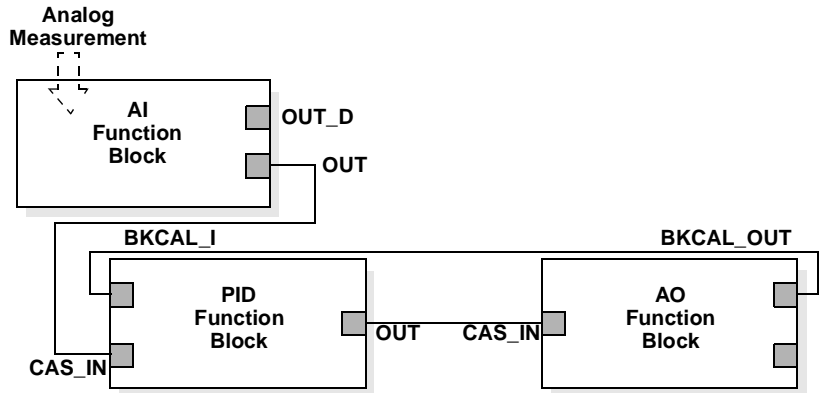 Analog
Measurement
AI
Function
Block
OUT_D
OUT
BKCAL_I
BKCAL_OUT
PID
Function
Block
AO
Function
Block
OUT
CAS_IN
CAS_IN